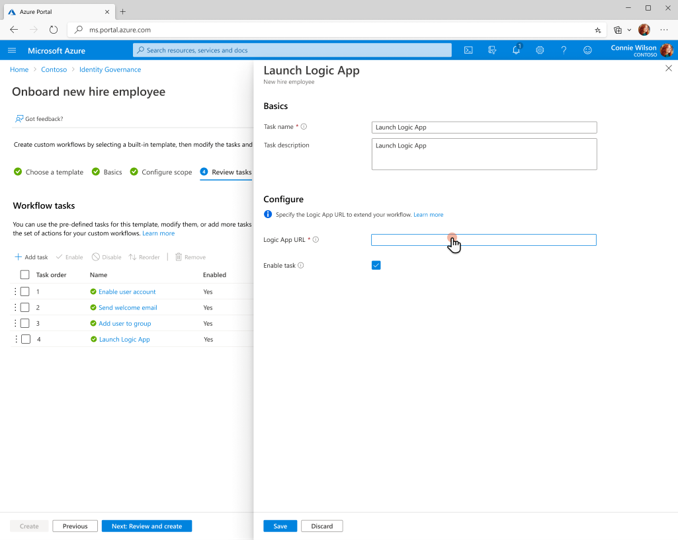 Azure Portal
ms.portal.azure.com
Microsoft Azure
Search resources, services and docs
1
Connie Wilson
CONTOSO
Home > Contoso > Identity Governance
Onboard new hire employee
Got feedback?
Create custom workflows by selecting a built-in template, then modify the tasks and
Choose a template
Basics
Configure scope
4 Review tasks
Workflow tasks
You can use the pre-defined tasks for this template, modify them, or add more tasks
the set of actions for your custom workflows. Learn more
Add task
Enable
Disable
Reorder
Remove
Task order Name Enabled
1 Enable user account Yes
2 Send welcome email Yes
3 Add user to group Yes
4 Launch Logic App Yes
Create
Previous
Next: Review and create
Launch Logic App
New hire employee
Basics
Task name * Launch Logic App
Task description Launch Logic App
Configure
Specify the Logic App URL to extend your workflow. Learn more
Logic App URL *
Enable task
Save
Discard